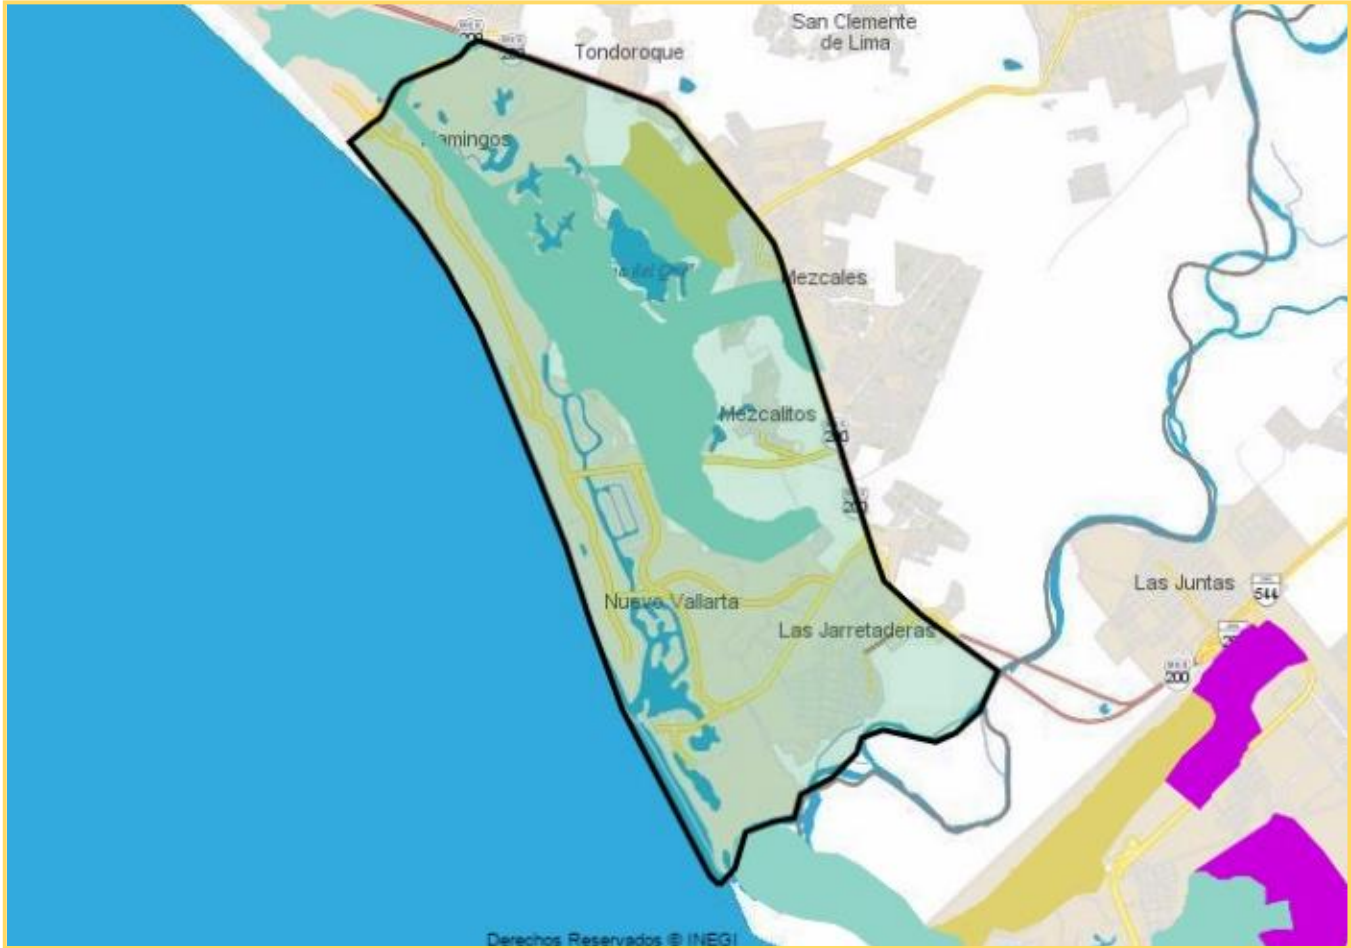 San Clemente
de Lima
Tondoroque
Mezcales
Mezcalitos
Nuevo Vallarta
Las Jarretaderas
Las Juntas
544
200
Derechos Reservados © INEGI